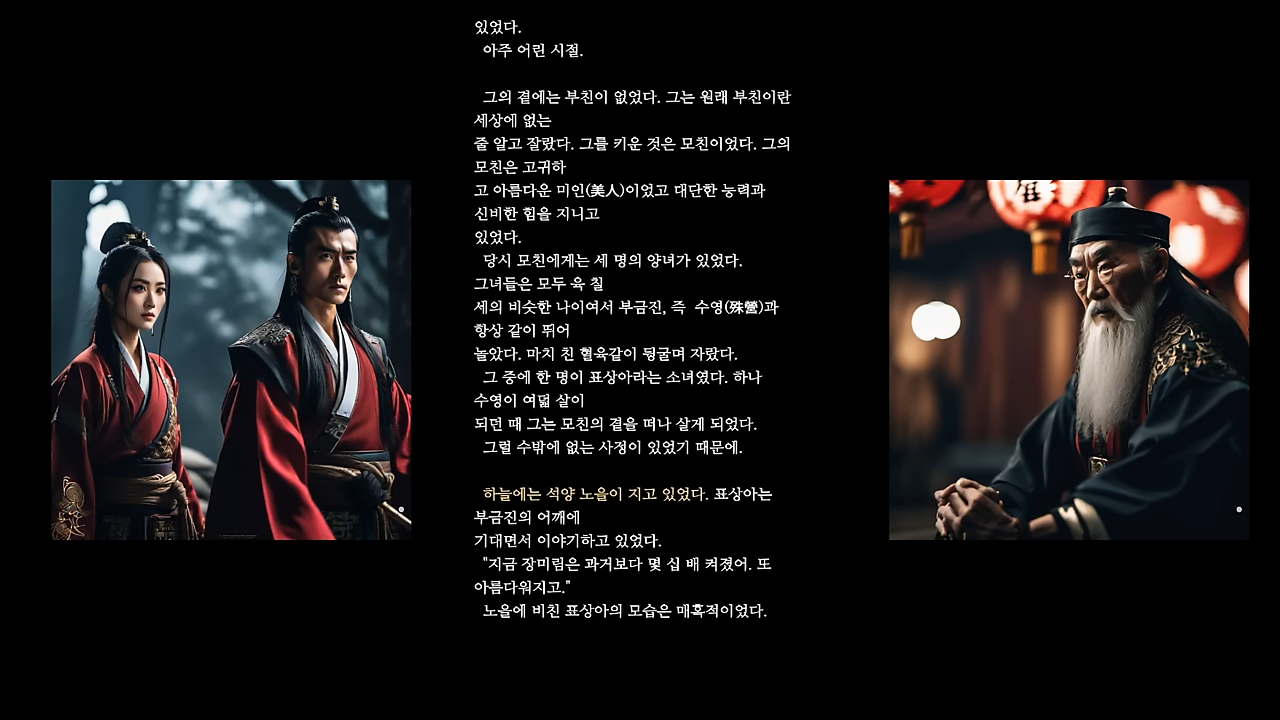 있었다.
아주 어린 시절.
그의 곁에는 부친이 없었다. 그는 원래 부친이란
세상에 없는
줄 알고 잘랐다. 그를 키운 것은 모친이었다. 그의
모친은 고귀하
고 아름다운 미인(美人)이었고 대단한 능력과
신비한 힘을 지니고
있었다.
당시 모친에게는 세 명의 양녀가 있었다.
그녀들은 모두 육 칠
세의 비슷한 나이여서 부금진, 즉 수영(殊營)과
항상 같이 뛰어
놀았다. 마치 친 혈육같이 뒹굴며 자랐다.
그 중에 한 명이 표상아라는 소녀였다. 하나
수영이 여덟 살이
되던 때 그는 모친의 곁을 떠나 살게 되었다.
그럴 수밖에 없는 사정이 있었기 때문에.
하늘에는 석양 노을이 지고 있었다. 표상아는
부금진의 어깨에
기대면서 이야기하고 있었다.
"지금 장미림은 과거보다 몇 십 배 커졌어. 또
아름다워지고."
노을에 비친 표상아의 모습은 매혹적이었다.